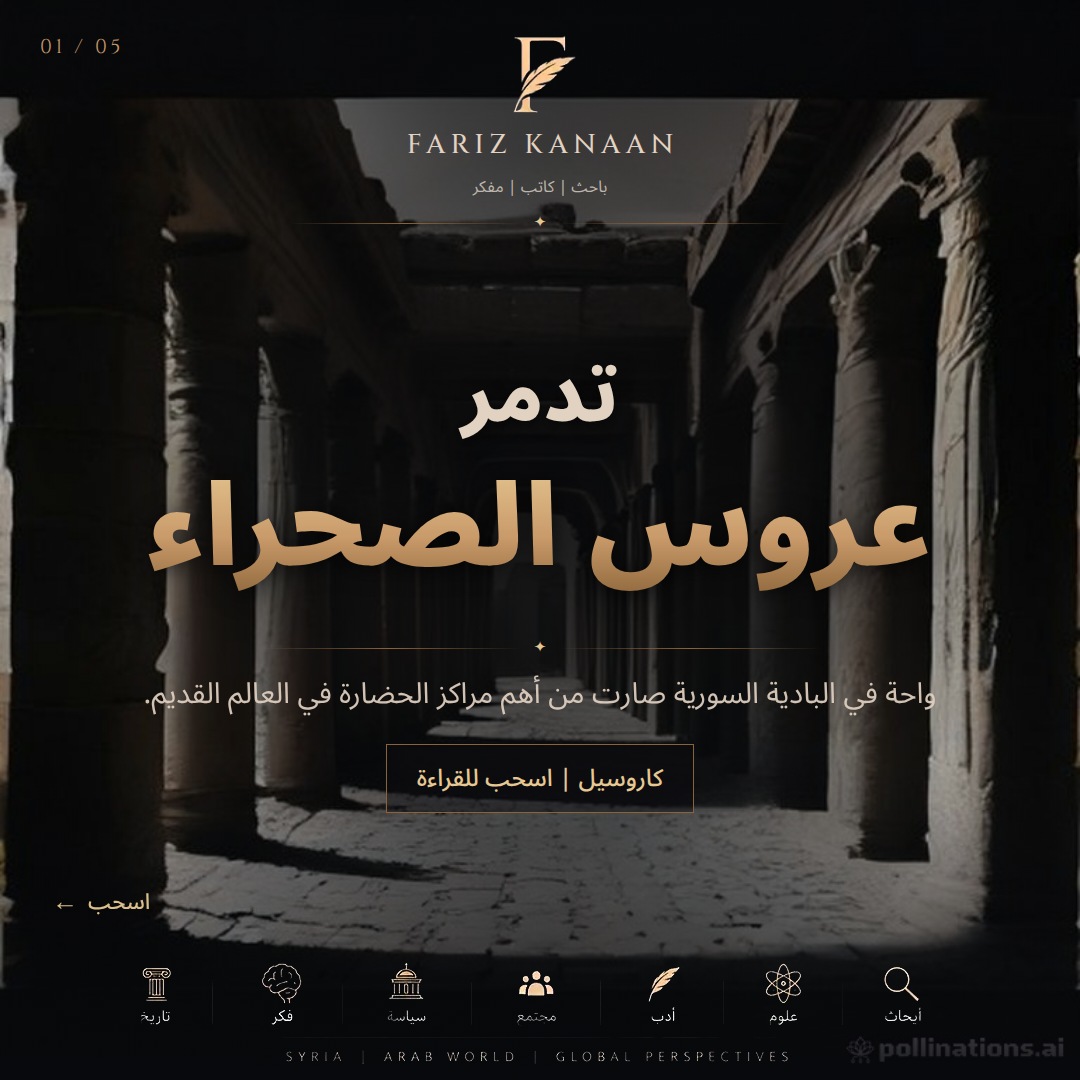 01 / 05
FARIZ KANAAN
باحث | كاتب | مفكر
تدمر
عروس الصحراء
واحة في البادية السورية صارت من أهم مراكز الحضارة في العالم القديم.
كاروسيل | اسحب للقراءة
اسحب ←
أبحاث
علوم
أدب
مجتمع
سياسة
فكر
تاريخ
SYRIA | ARAB WORLD | GLOBAL PERSPECTIVES
pollinations.ai